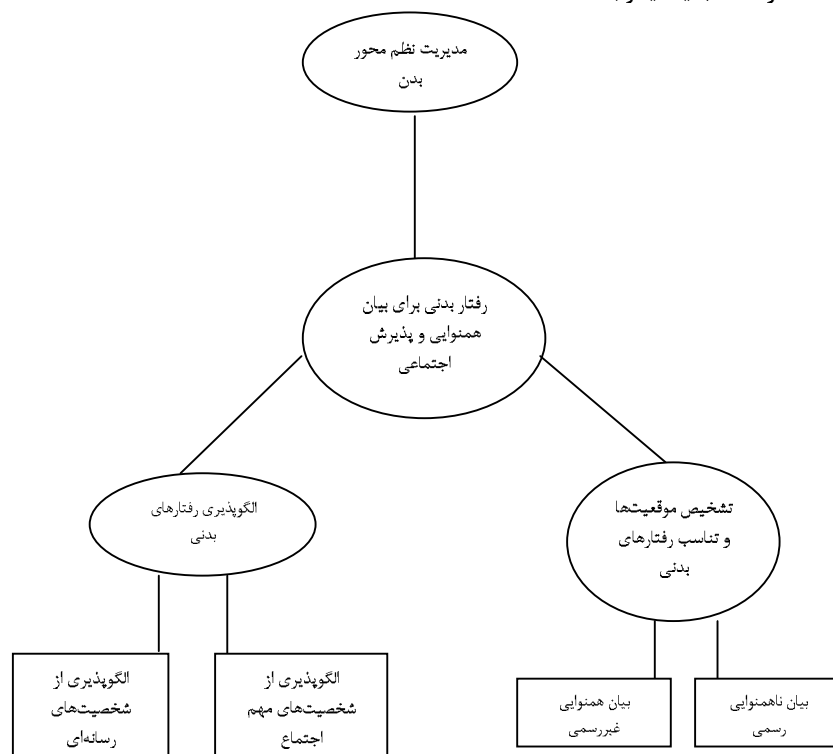 مدیریت نظم محور
بدن
رفتار بدنی برای بیان
همنوایی و پذیرش
اجتماعی
تشخیص موقعیت‌ها
و تناسب رفتارهای
بدنی
الگوپذیری رفتارهای
بدنی
بیان ناهمنوایی
رسمی
بیان همنوایی
غیررسمی
الگوپذیری از
شخصیت‌های مهم
اجتماع
الگوپذیری از
شخصیت‌های
رسانه‌ای